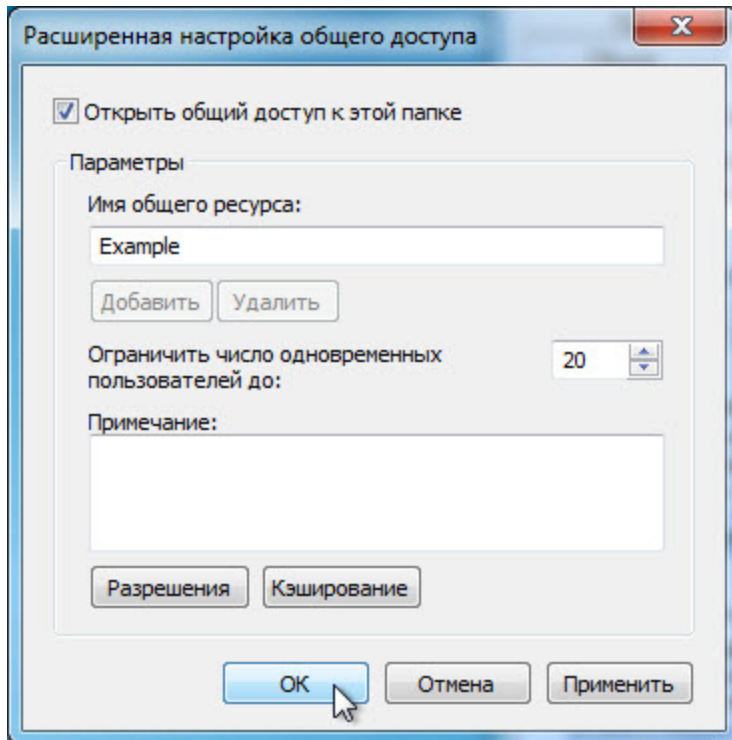 Расширенная настройка общего доступа
Открыть общий доступ к этой папке
Параметры
Имя общего ресурса:
Example
Добавить Удалить
Ограничить число одновременных 20
пользователей до:
Примечание:
Разрешения Кэширование
ОК Отмена Применить